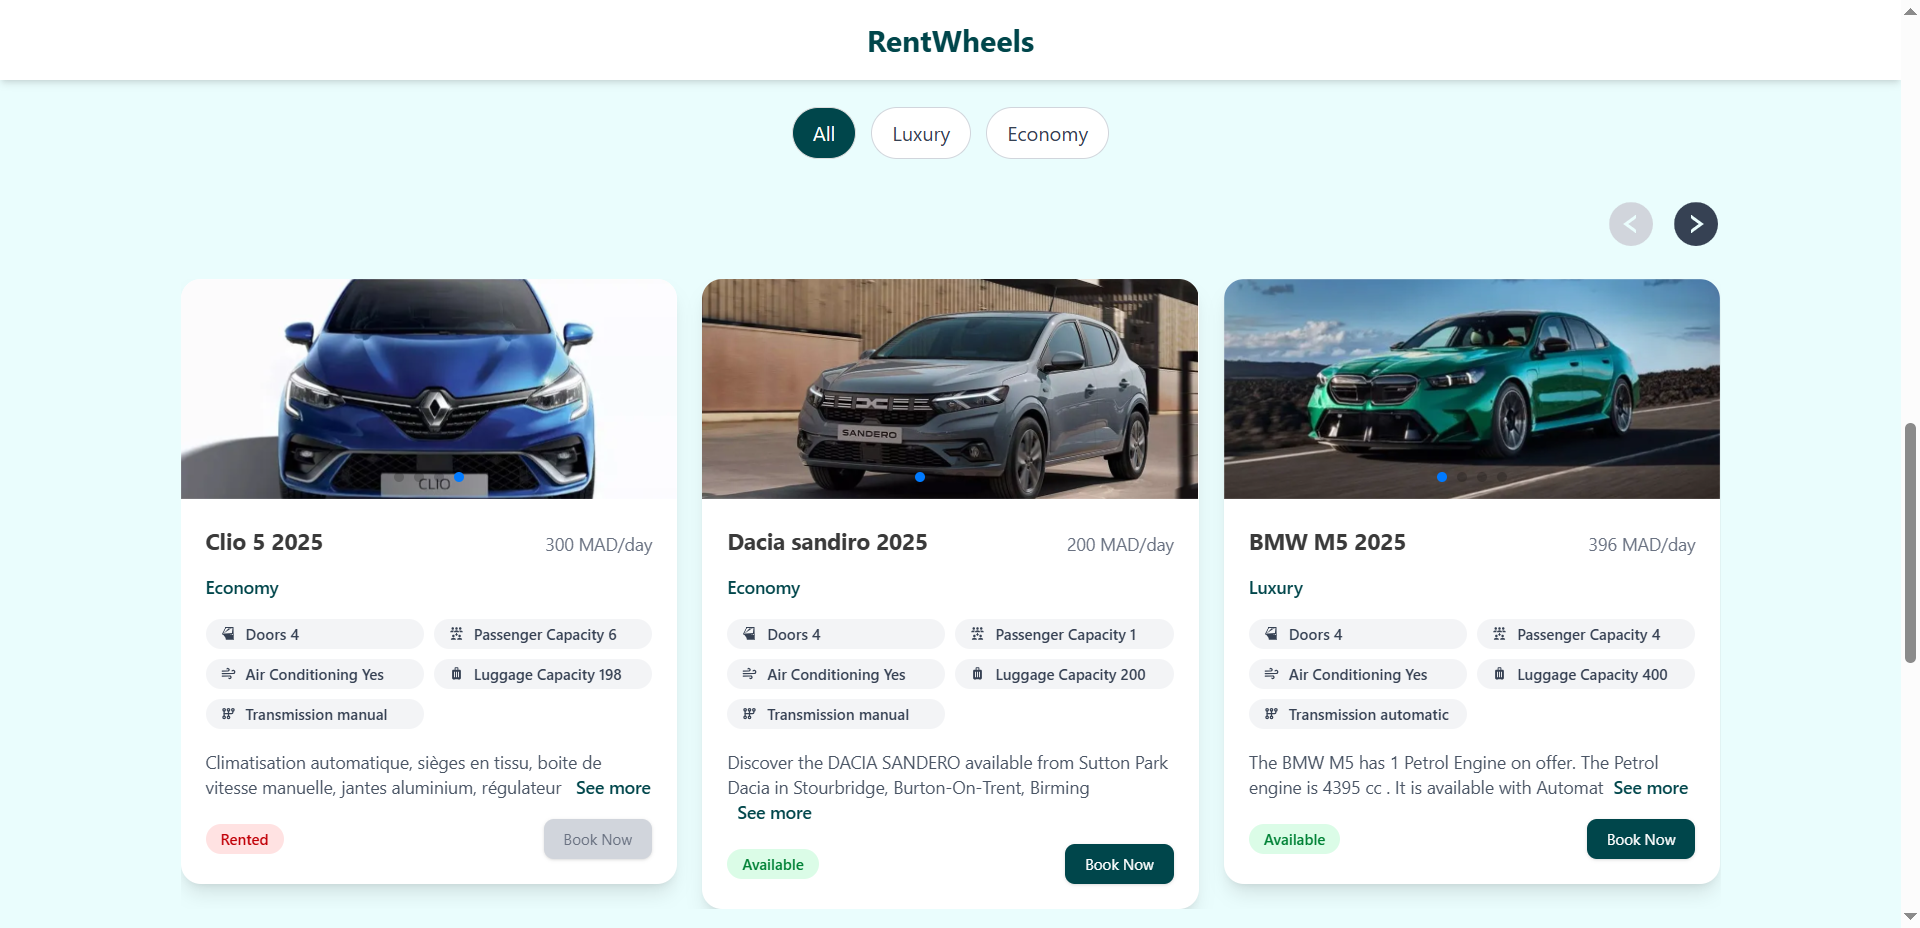 RentWheels
All
Luxury
Economy
CLIO
SANDERO
Clio 5 2025
300 MAD/day
Economy
Doors 4
Passenger Capacity 6
Air Conditioning Yes
Luggage Capacity 198
Transmission manual
Climatisation automatique, sièges en tissu, boite de
vitesse manuelle, jantes aluminium, régulateur See more
Rented
Book Now
Dacia sandiro 2025
200 MAD/day
Economy
Doors 4
Passenger Capacity 1
Air Conditioning Yes
Luggage Capacity 200
Transmission manual
Discover the DACIA SANDERO available from Sutton Park
Dacia in Stourbridge, Burton-On-Trent, Birming
See more
Available
Book Now
BMW M5 2025
396 MAD/day
Luxury
Doors 4
Passenger Capacity 4
Air Conditioning Yes
Luggage Capacity 400
Transmission automatic
The BMW M5 has 1 Petrol Engine on offer. The Petrol
engine is 4395 cc . It is available with Automat See more
Available
Book Now